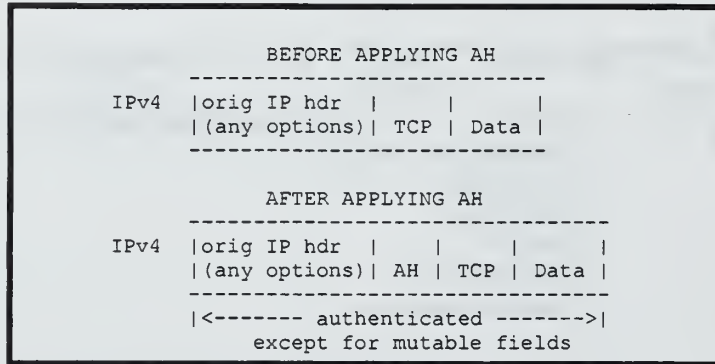 BEFORE APPLYING AH
----------------------------
IPv4 |orig IP hdr | | |
|(any options)| TCP | Data |
----------------------------
AFTER APPLYING AH
---------------------------------
IPv4 |orig IP hdr | | | |
|(any options)| AH | TCP | Data |
---------------------------------
|<------- authenticated ------->|
except for mutable fields